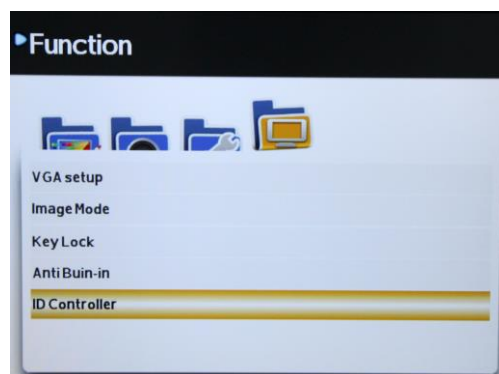 Function
VGA setup
Image Mode
Key Lock
Anti Buin-in
ID Controller